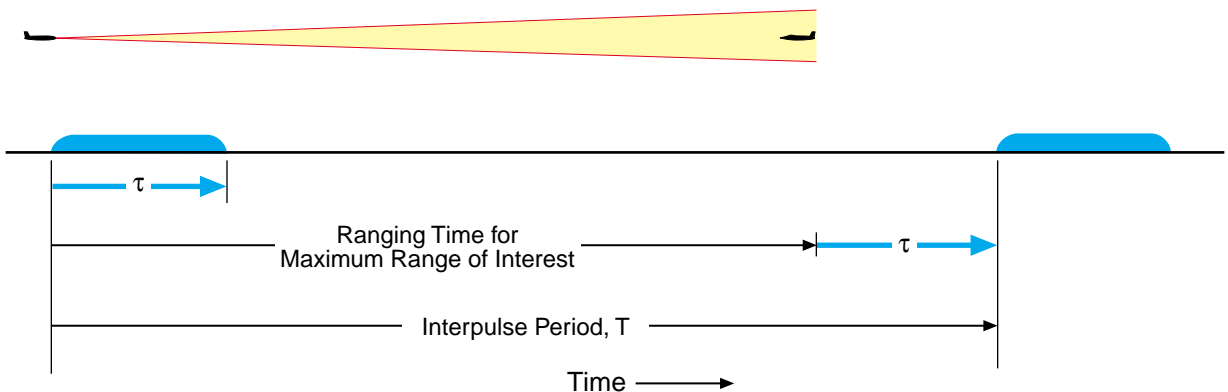 τ
Ranging Time for
Maximum Range of Interest
τ
Interpulse Period, T
Time